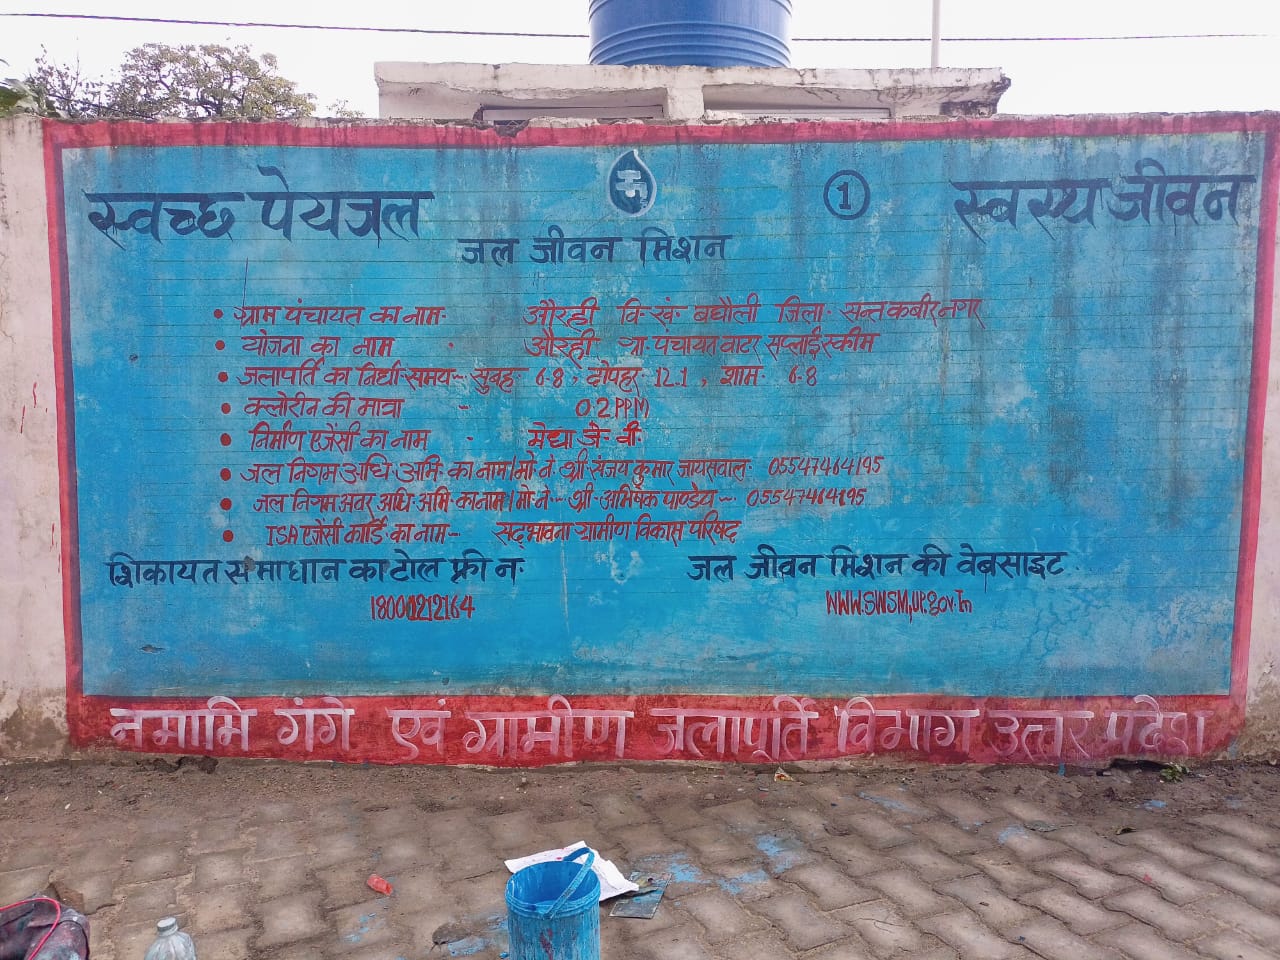 स्वच्छ पेयजल
1
स्वस्थ जीवन
जल जीवन मिशन
• ग्राम पंचायत का नाम- औरही वि· खं· बघौली जिला- सन्तकबीर नगर
• योजना का नाम - औरही ग्रा पंचायत वाटर सप्लाई स्कीम
• जलापर्ति का निर्धा·समय-- सुबह 6-8, दोपहर 12.1, शाम- 6-8
• क्लोरीन की मात्रा - 0.2 PPM
• निर्माण एजेंसी का नाम - मेघा जे· वी·
• जल निगम अधि·अभि·का नाम/मो·नं· श्री संजय कुमार जायसवाल- 05547464195
• जल निगम अवर अधि·अभि·का नाम/मो·नं-- श्री·अभिषेक पाण्डेय-- 05547464195
• ISA एजेंसी कार्डि·का नाम-- सद्भावना ग्रामीण विकास परिषद
शिकायत समाधान का टोल फ्री न·
18000212164
जल जीवन मिशन की वेबसाइट
WWW.SWSM,UP.gov.In
नमामि गंगे एवं ग्रामीण जलापूर्ति विभाग उत्तर प्रदेश